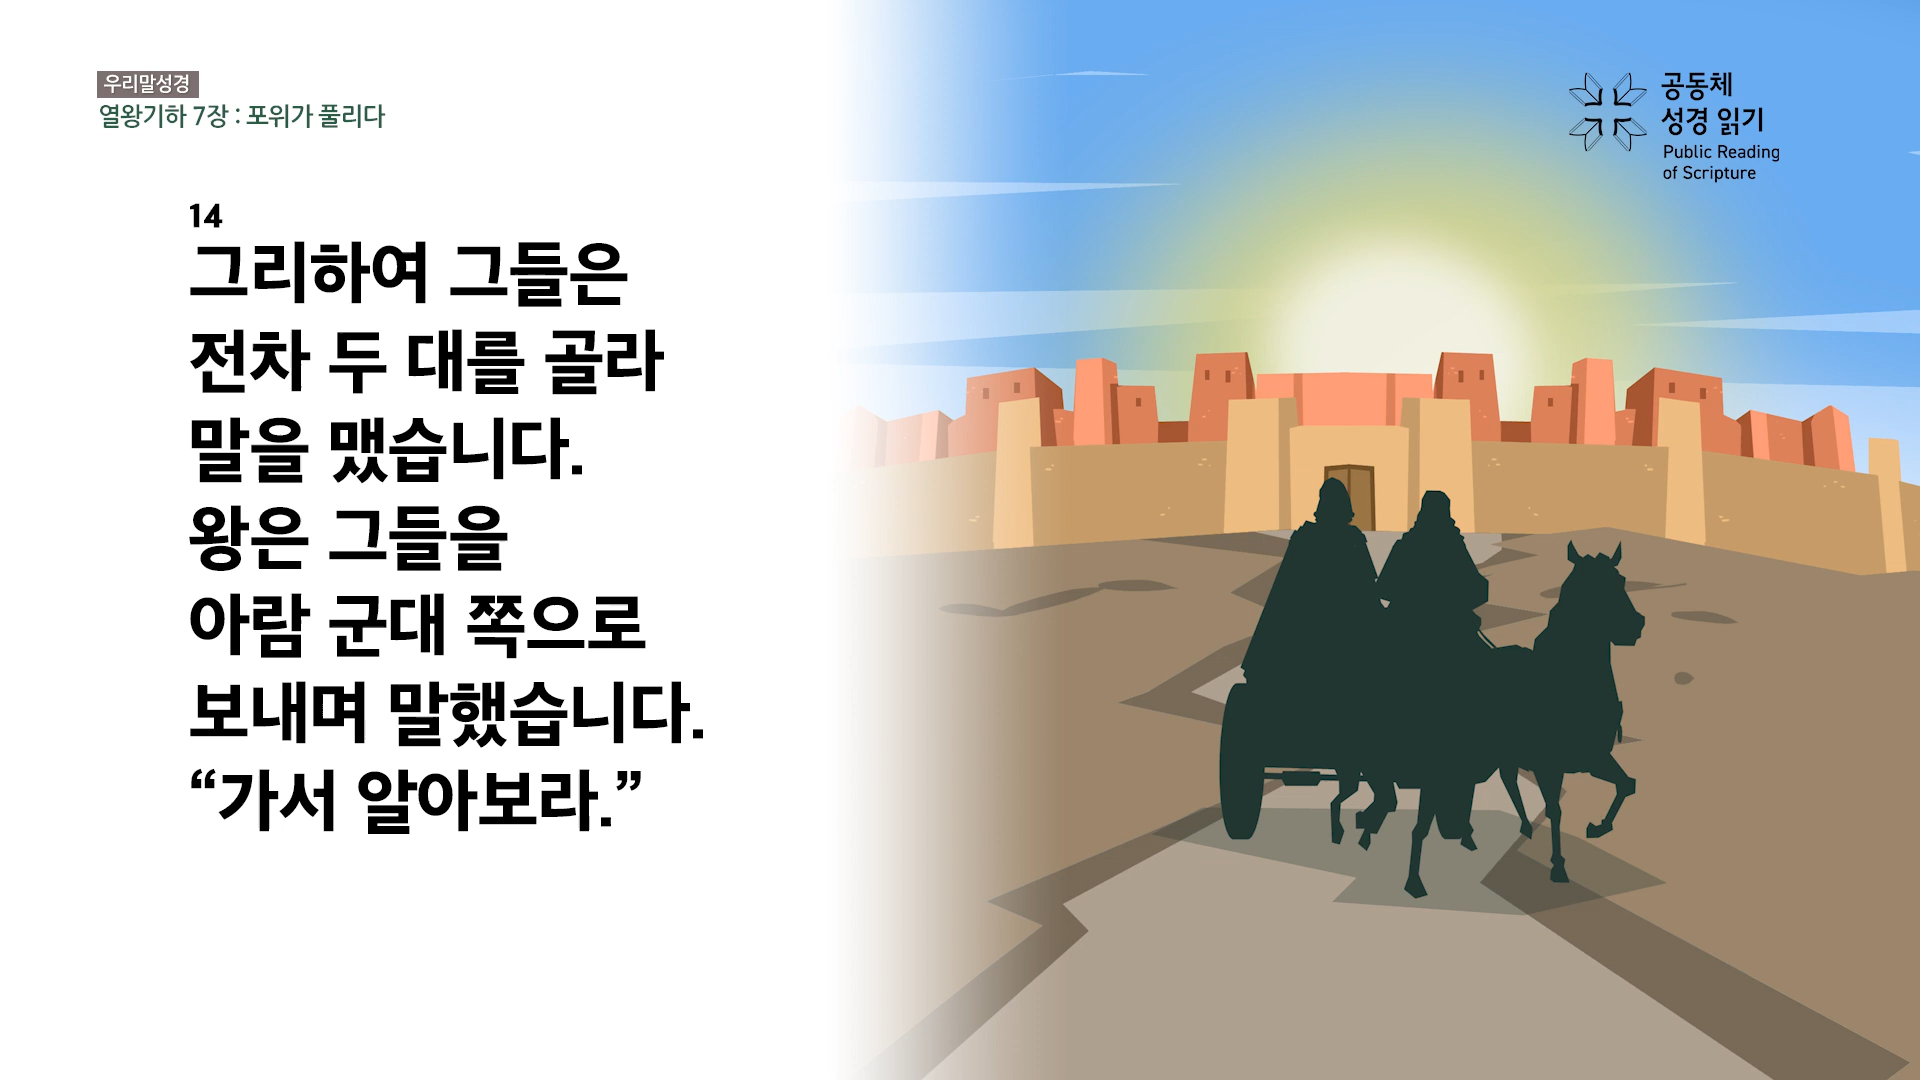 우리말성경
열왕기하 7장 : 포위가 풀리다
14
그리하여 그들은
전차 두 대를 골라
말을 맸습니다.
왕은 그들을
아람 군대 쪽으로
보내며 말했습니다.
“가서 알아보라.”
공동체
성경 읽기
Public Reading
of Scripture